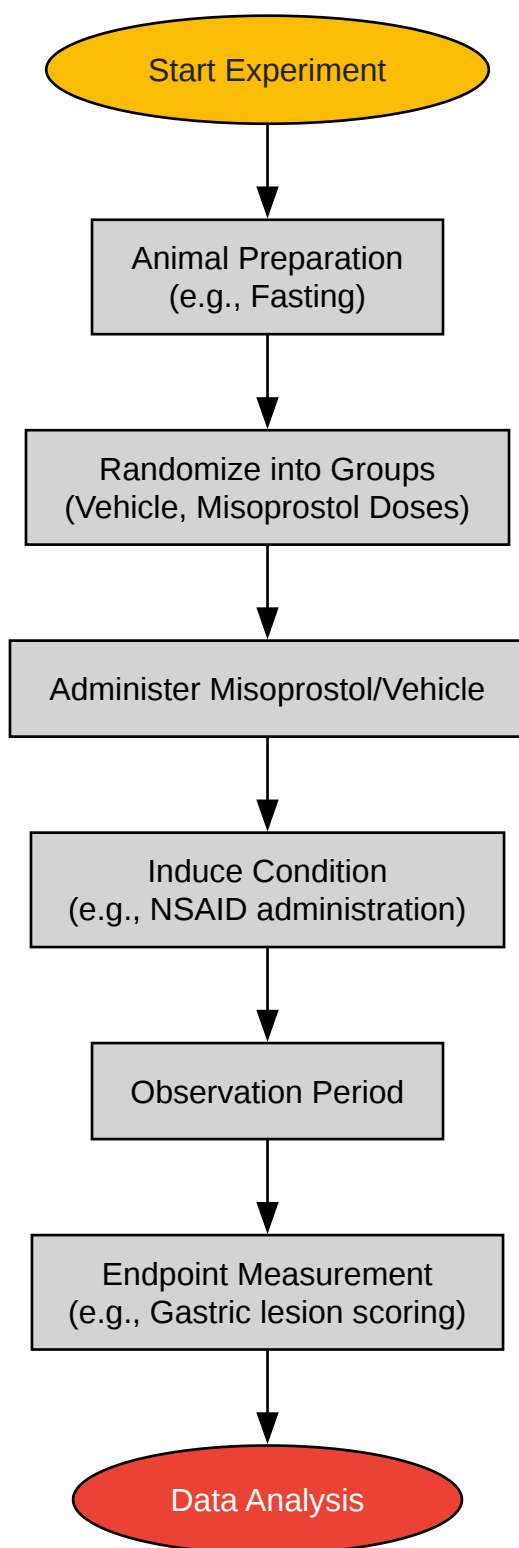 Start Experiment
Animal Preparation
(e.g., Fasting)
Randomize into Groups
(Vehicle, Misoprostol Doses)
Administer Misoprostol/Vehicle
Induce Condition
(e.g., NSAID administration)
Observation Period
Endpoint Measurement
(e.g., Gastric lesion scoring)
Data Analysis